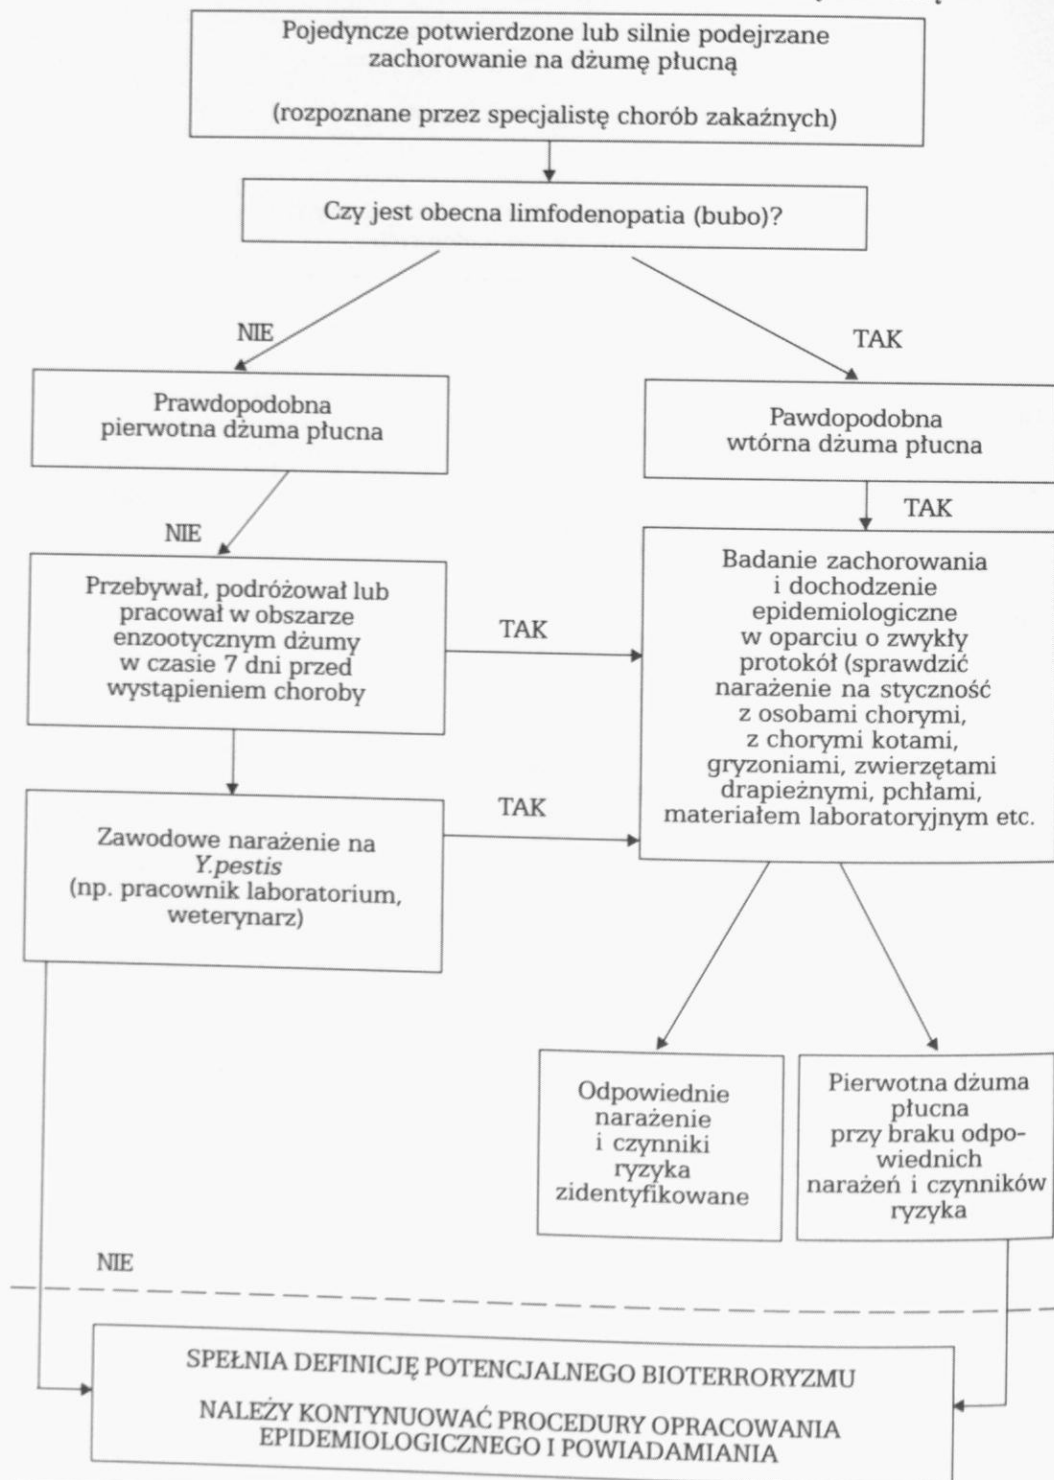 Pojedyncze potwierdzone lub silnie podejrzane
zachorowanie na dżumę płucną
(rozpoznane przez specjalistę chorób zakaźnych)
Czy jest obecna limfodenopatia (bubo)?
NIE
TAK
Prawdopodobna
pierwotna dżuma płucna
Pawdopodobna
wtórna dżuma płucna
NIE
TAK
Przebywał, podróżował lub
pracował w obszarze
enzootycznym dżumy
w czasie 7 dni przed
wystąpieniem choroby
TAK
Badanie zachorowania
i dochodzenie
epidemiologiczne
w oparciu o zwykły
protokół (sprawdzić
narażenie na styczność
z osobami chorymi,
z chorymi kotami,
gryzoniami, zwierzętami
drapieżnymi, pchłami,
materiałem laboratoryjnym etc.
Zawodowe narażenie na
Y.pestis
(np. pracownik laboratorium,
weterynarz)
TAK
Odpowiednie
narażenie
i czynniki
ryzyka
zidentyfikowane
Pierwotna dżuma
płucna
przy braku odpo-
wiednich
narażeń i czynników
ryzyka
NIE
SPEŁNIA DEFINICJĘ POTENCJALNEGO BIOTERRORYZMU
NALEŻY KONTYNUOWAĆ PROCEDURY OPRACOWANIA
EPIDEMIOLOGICZNEGO I POWIADAMIANIA